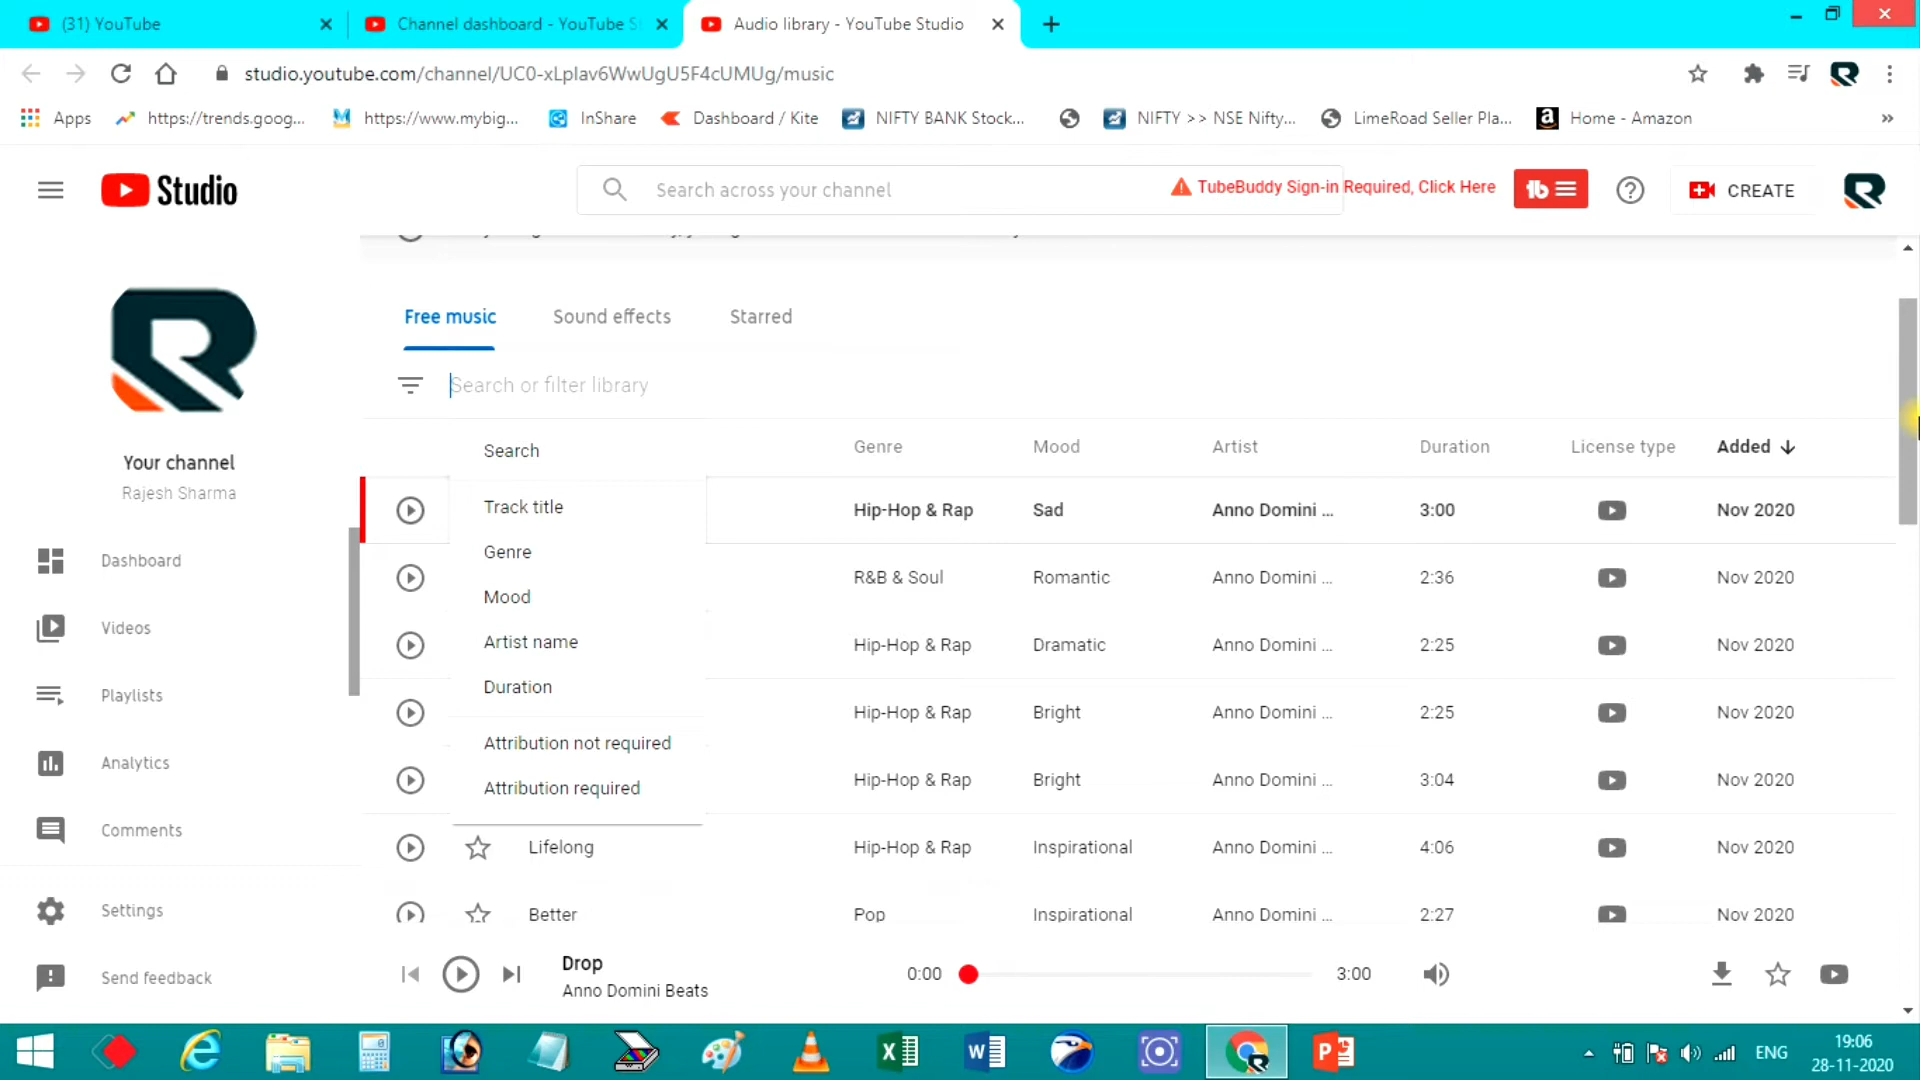 (31) YouTube
Channel dashboard - YouTube S
Audio library - YouTube Studio
studio.youtube.com/channel/UC0-xLplav6WwUgU5F4cUMUg/music
Apps
https://trends.goog...
https://www.mybig...
InShare
Dashboard / Kite
NIFTY BANK Stock...
NIFTY >> NSE Nifty...
LimeRoad Seller Pla...
Home - Amazon
Studio
Search across your channel
TubeBuddy Sign-in Required, Click Here
CREATE
Your channel
Rajesh Sharma
Dashboard
Videos
Playlists
Analytics
Comments
Settings
Send feedback
Free music
Sound effects
Starred
Search or filter library
Search
Track title
Genre
Mood
Artist name
Duration
Attribution not required
Attribution required
Genre Mood Artist Duration License type Added
Hip-Hop & Rap Sad Anno Domini ... 3:00 Nov 2020
R&B & Soul Romantic Anno Domini ... 2:36 Nov 2020
Hip-Hop & Rap Dramatic Anno Domini ... 2:25 Nov 2020
Hip-Hop & Rap Bright Anno Domini ... 2:25 Nov 2020
Hip-Hop & Rap Bright Anno Domini ... 3:04 Nov 2020
Lifelong Hip-Hop & Rap Inspirational Anno Domini ... 4:06 Nov 2020
Better Pop Inspirational Anno Domini ... 2:27 Nov 2020
Drop
Anno Domini Beats
0:00
3:00
ENG
19:06
28-11-2020